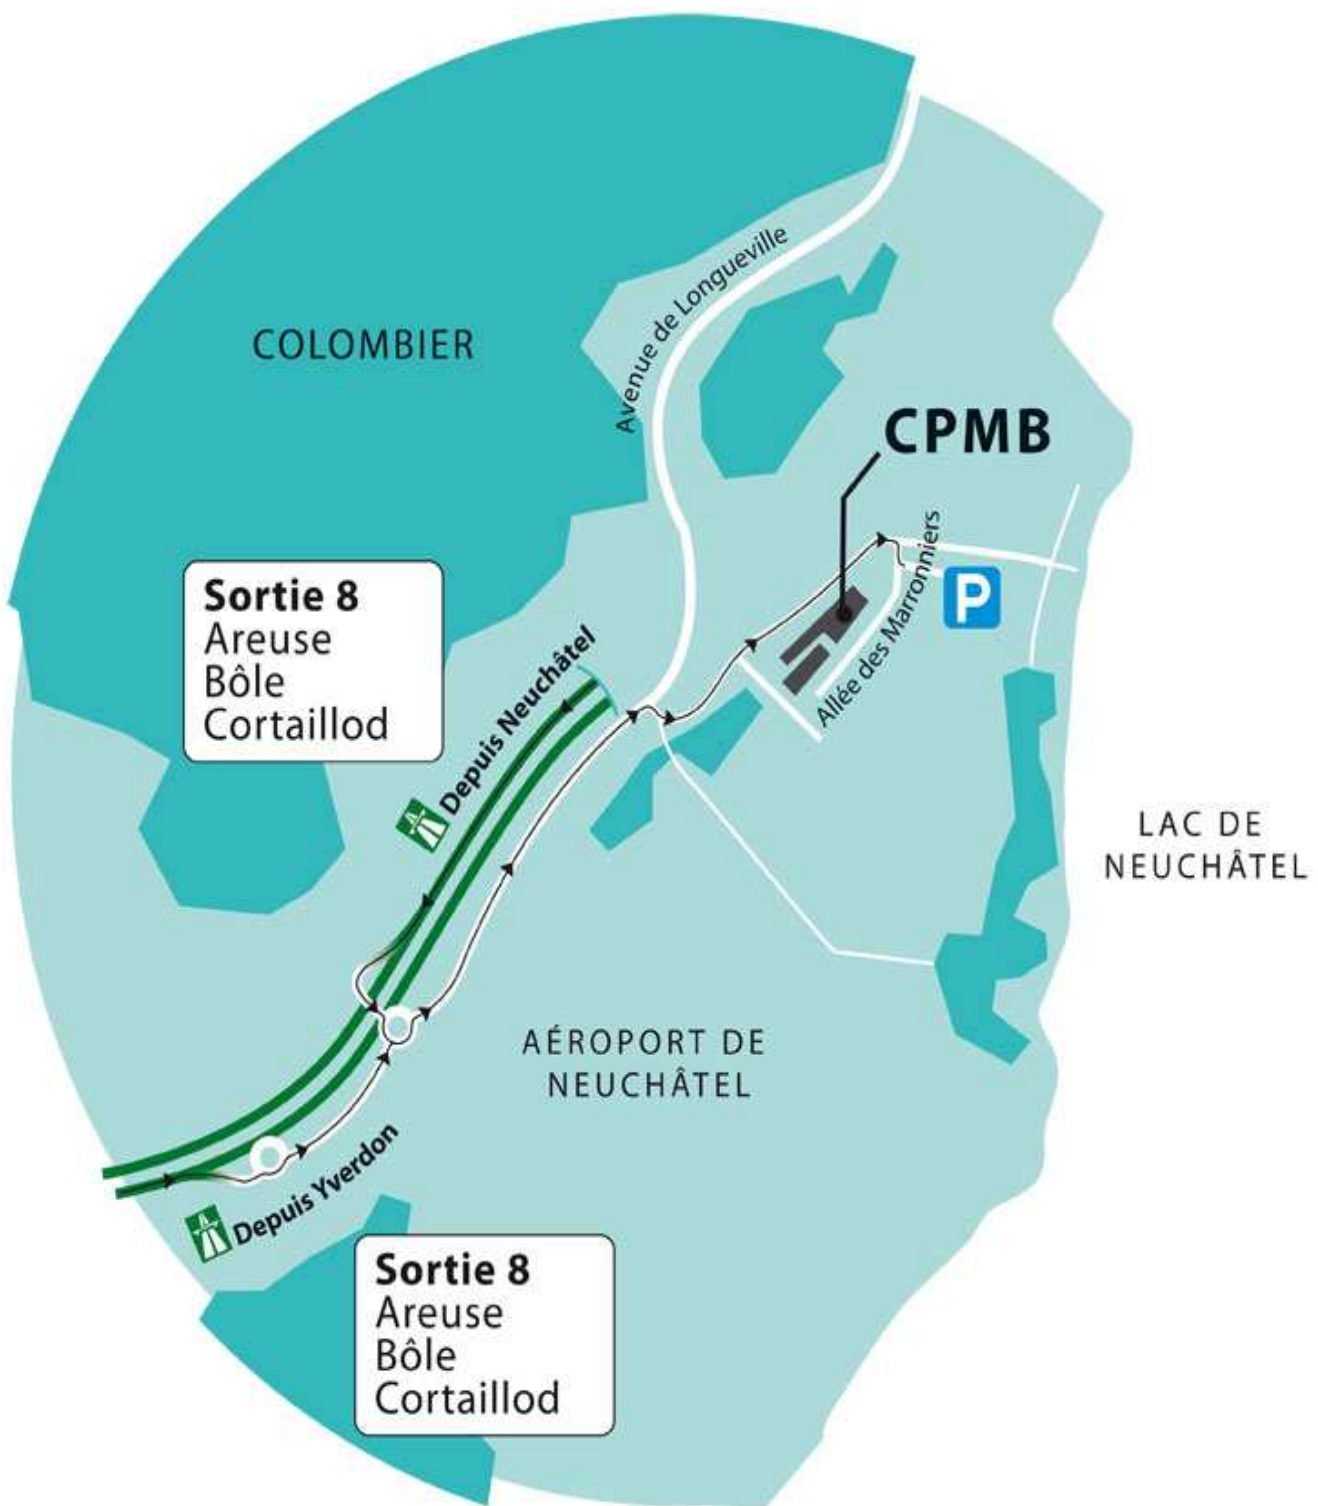 COLOMBIER
Avenue de Longueville
CPMB
Allée des Marronniers
P
Sortie 8
Areuse
Bôle
Cortaillod
Depuis Neuchâtel
LAC DE
NEUCHÂTEL
AÉROPORT DE
NEUCHÂTEL
Depuis Yverdon
Sortie 8
Areuse
Bôle
Cortaillod